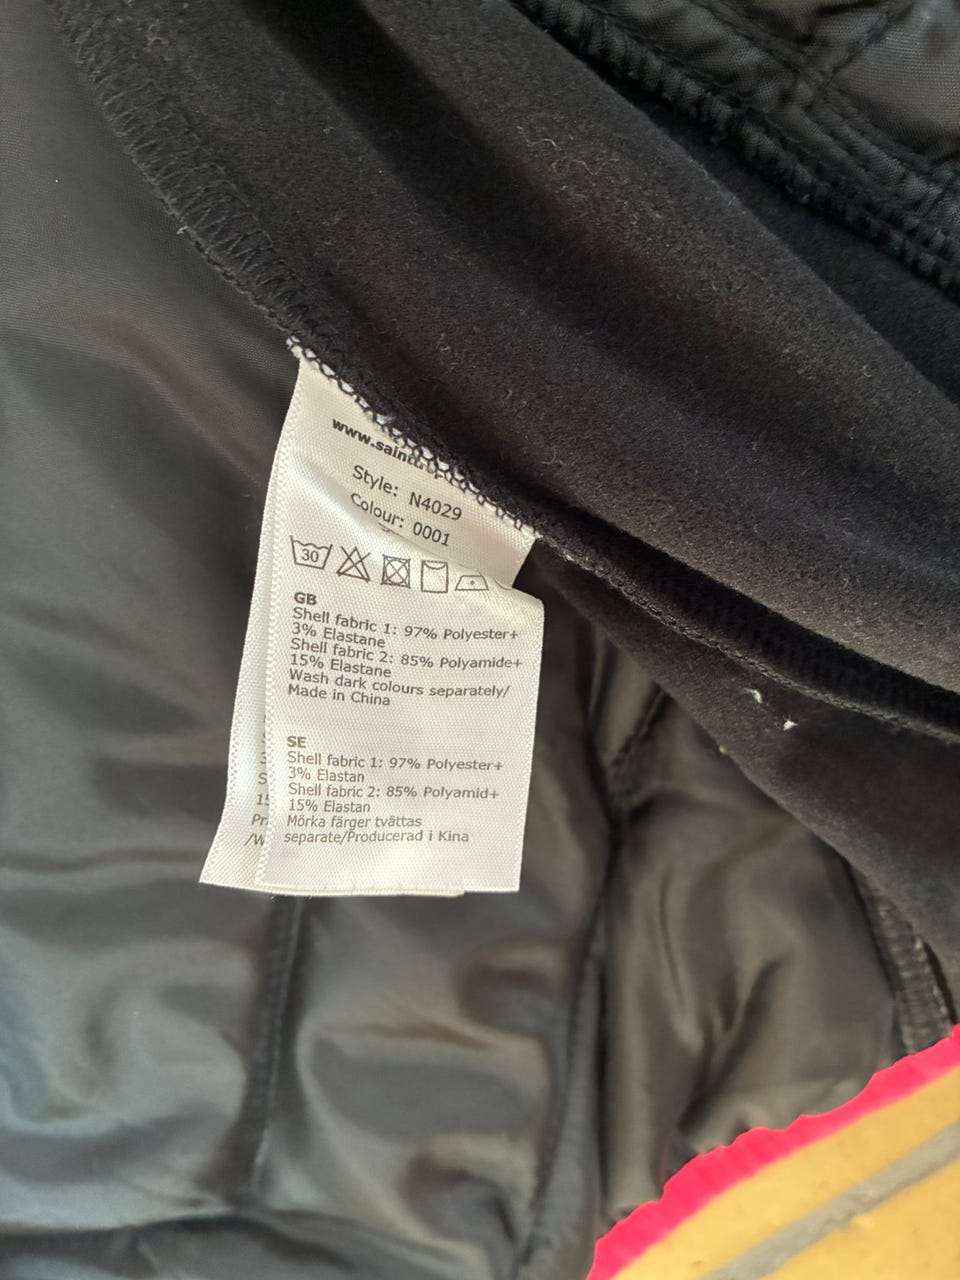 Style: N4029
Colour: 0001
30
GB
Shell fabric 1: 97% Polyester+
3% Elastane
Shell fabric 2: 85% Polyamide+
15% Elastane
Wash dark colours separately/
Made in China
SE
Shell fabric 1: 97% Polyester+
3% Elastan
Shell fabric 2: 85% Polyamid+
15% Elastan
Mörka färger tvättas
separate/Producerad i Kina